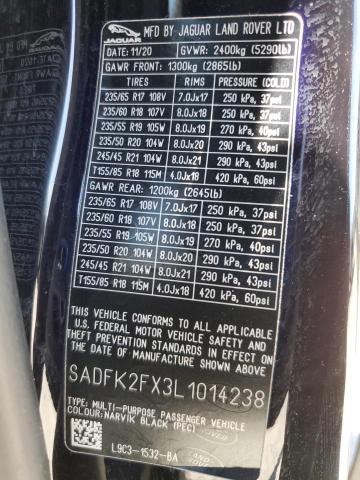 JAGUAR
MFD BY JAGUAR LAND ROVER LTD
DATE: 11/20 GVWR: 2400kg (5290lb)
GAWR FRONT: 1300kg (2865lb)
TIRES RIMS PRESSURE (COLD)
235/65 R17 108V 7.0Jx17 250 kPa, 37psi
235/60 R18 107V 8.0Jx18 250 kPa, 37psi
235/55 R19 105W 8.0Jx19 270 kPa, 40psi
235/50 R20 104W 8.0Jx20 290 kPa, 43psi
245/45 R21 104W 8.0Jx21 290 kPa, 43psi
T155/85 R18 115M 4.0Jx18 420 kPa, 60psi
GAWR REAR: 1200kg (2645lb)
235/65 R17 108V 7.0Jx17 250 kPa, 37psi
235/60 R18 107V 8.0Jx18 250 kPa, 37psi
235/55 R19 105W 8.0Jx19 270 kPa, 40psi
235/50 R20 104W 8.0Jx20 290 kPa, 43psi
245/45 R21 104W 8.0Jx21 290 kPa, 43psi
T155/85 R18 115M 4.0Jx18 420 kPa, 60psi
THIS VEHICLE CONFORMS TO ALL APPLICABLE
U.S. FEDERAL MOTOR VEHICLE SAFETY
STANDARDS IN EFFECT ON THE DATE OF
MANUFACTURE SHOWN ABOVE
SADFK2FX3L1014238
TYPE: MULTI-PURPOSE PASSENGER VEHICLE
COLOUR: NARVIK BLACK (PEC)
L9C3-1532-BA